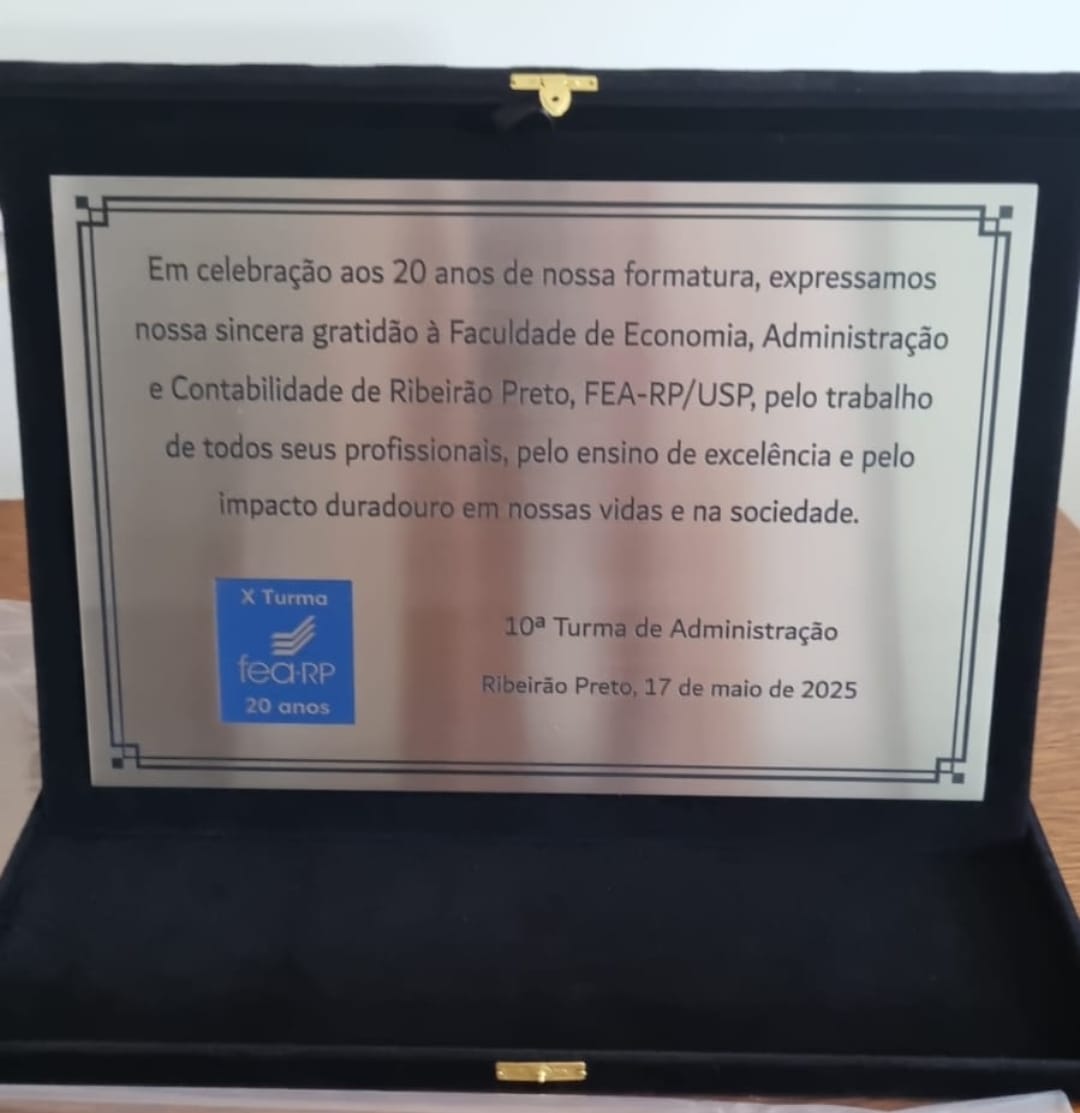 Em celebração aos 20 anos de nossa formatura, expressamos
nossa sincera gratidão à Faculdade de Economia, Administração
e Contabilidade de Ribeirão Preto, FEA-RP/USP, pelo trabalho
de todos seus profissionais, pelo ensino de excelência e pelo
impacto duradouro em nossas vidas e na sociedade.
X Turma
fea-RP
20 anos
10ª Turma de Administração
Ribeirão Preto, 17 de maio de 2025